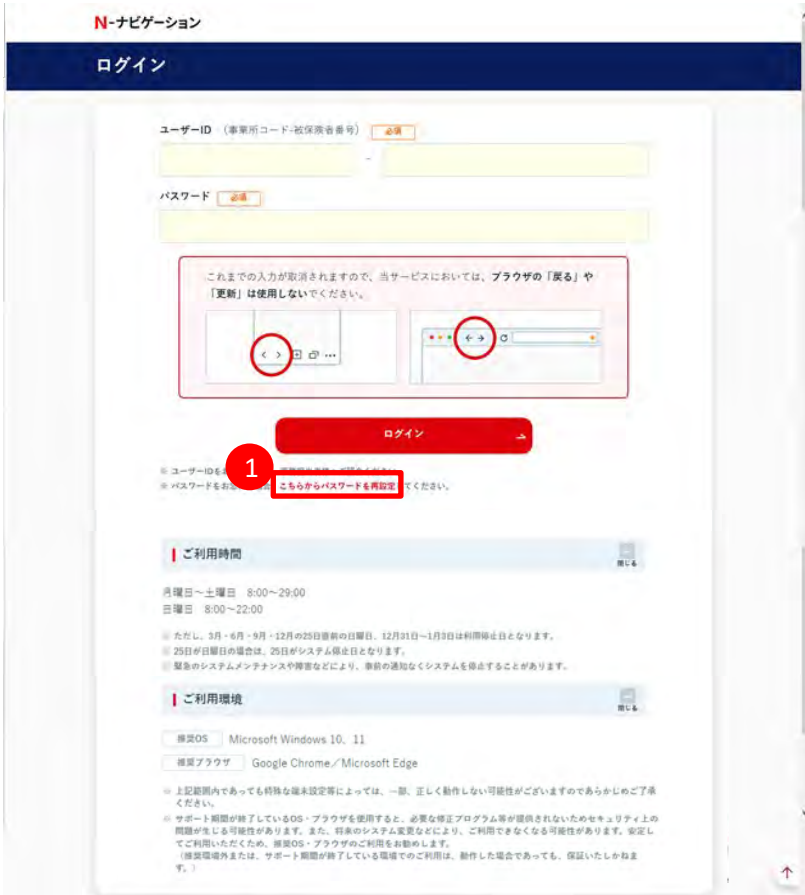 N-ナビゲーション
ログイン
ユーザーID （事業所コード-被保険者番号） 必須
-
パスワード 必須
これまでの入力が取消されますので、当サービスにおいては、ブラウザの「戻る」や
「更新」は使用しないでください。
ログイン
1
※ ユーザーIDをお
※ パスワードをお忘 こちらからパスワードを再設定 てください。
ご利用時間
閉じる
月曜日～土曜日 8:00～29:00
日曜日 8:00～22:00
ただし、3月・6月・9月・12月の25日直前の日曜日、12月31日～1月3日は利用停止日となります。
25日が日曜日の場合は、25日がシステム停止日となります。
緊急のシステムメンテナンスや障害などにより、事前の通知なくシステムを停止することがあります。
ご利用環境
閉じる
推奨OS Microsoft Windows 10、11
推奨ブラウザ Google Chrome／Microsoft Edge
※ 上記範囲内であっても特殊な端末設定等によっては、一部、正しく動作しない可能性がございますのであらかじめご了承
ください。
※ サポート期間が終了しているOS・ブラウザを使用すると、必要な修正プログラム等が提供されないためセキュリティ上の
問題が生じる可能性があります。また、将来のシステム変更などにより、ご利用できなくなる可能性があります。安定し
てご利用いただくため、推奨OS・ブラウザのご利用をお勧めします。
（推奨環境外または、サポート期間が終了している環境でのご利用は、動作した場合であっても、保証いたしかねま
す。）